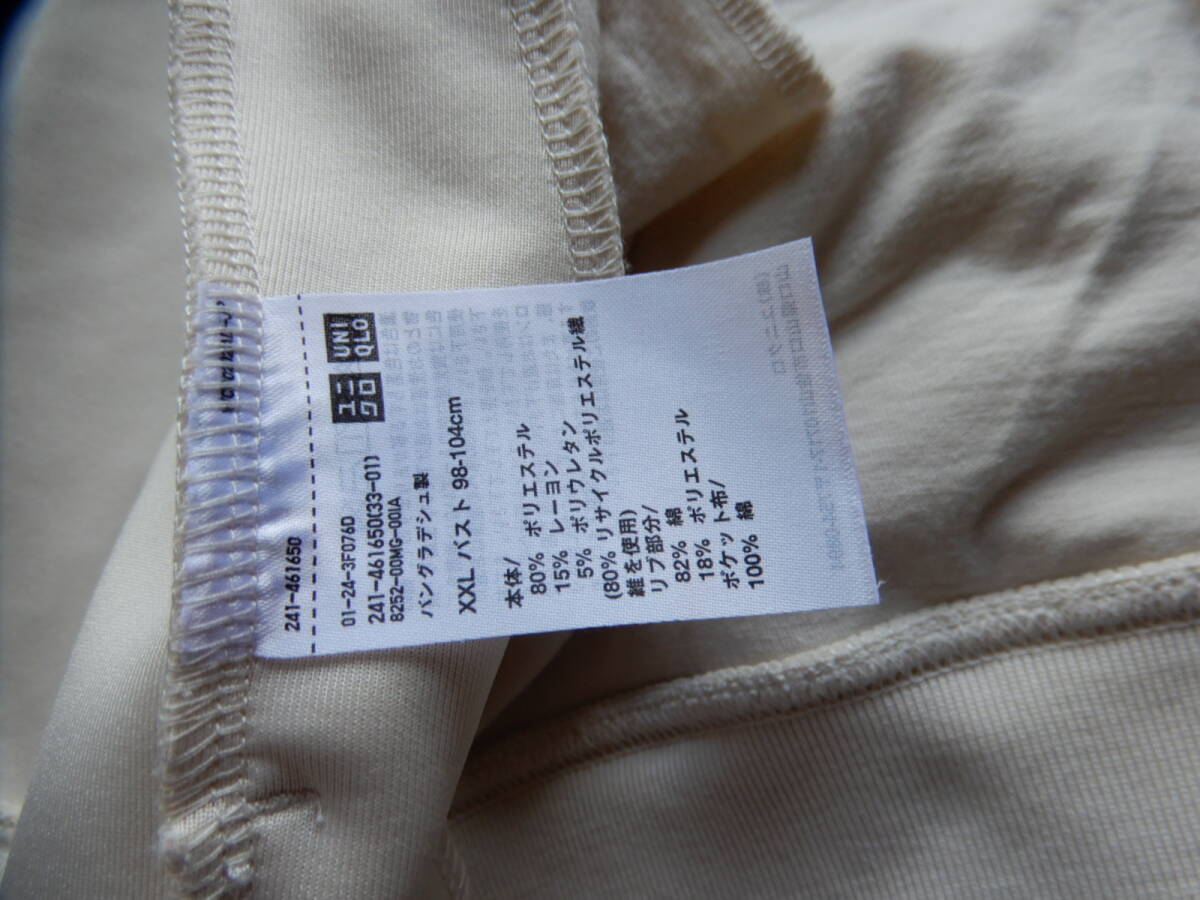 241-461650
ユニクロ UNIQLO
01-24-3F076D
241-461650(33-01)
8252-00MG-00IA
バングラデシュ製
XXL バスト 98-104cm
本体/
80% ポリエステル
15% レーヨン
5% ポリウレタン
(80% リサイクルポリエステル繊
維を使用)
リブ部分/
82% 綿
18% ポリエステル
ポケット布/
100% 綿